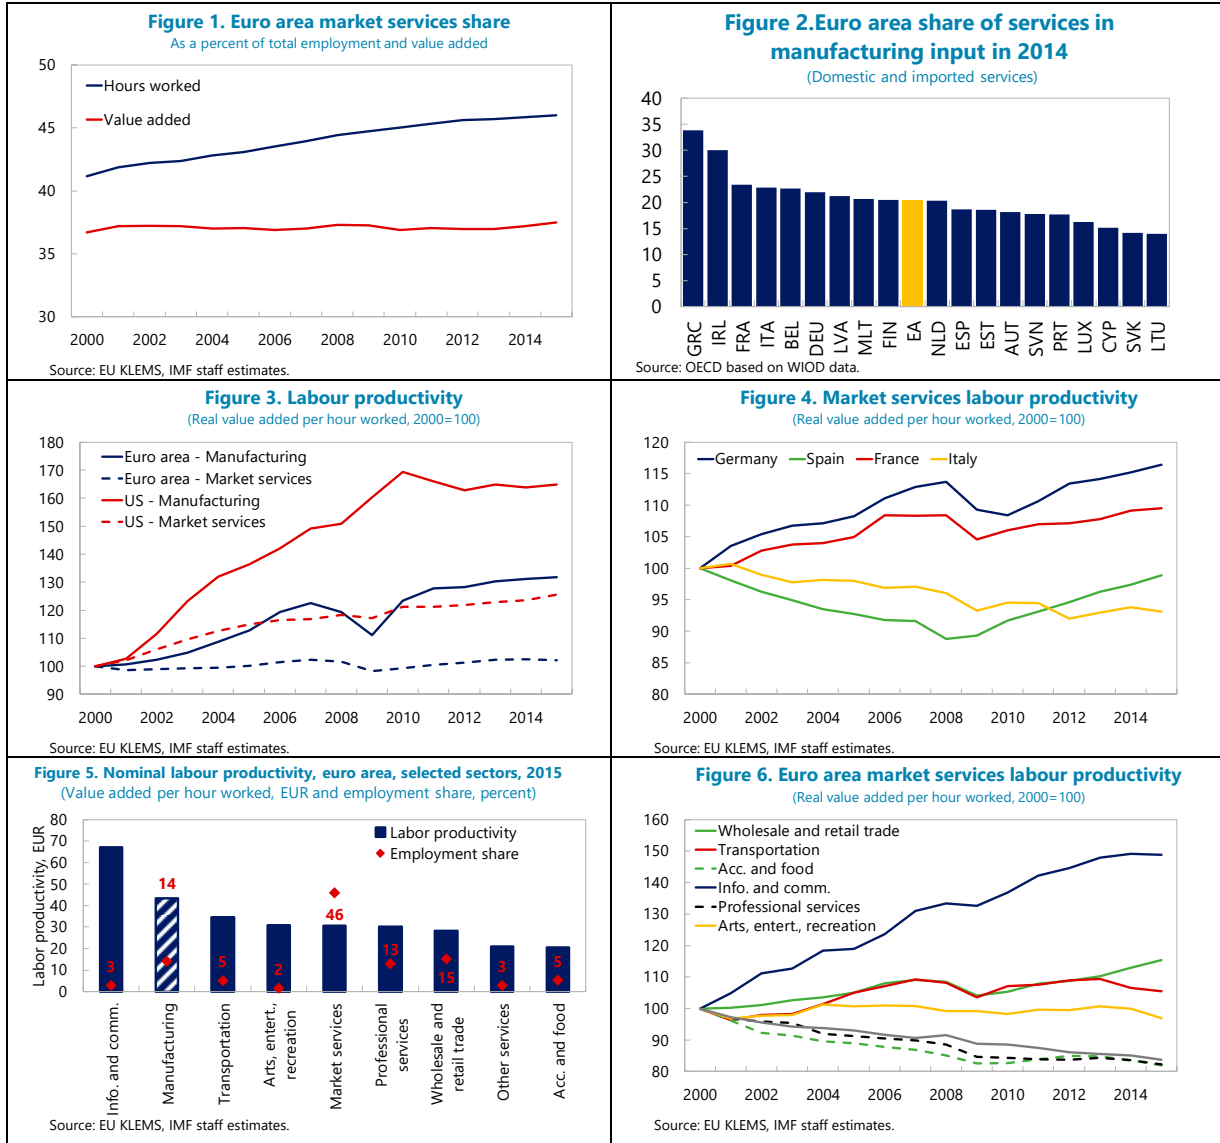 Figure 1. Euro area market services share
As a percent of total employment and value added
50
45
40
35
30
Hours worked
Value added
2000 2002 2004 2006 2008 2010 2012 2014
Source: EU KLEMS, IMF staff estimates.
Figure 2.Euro area share of services in
manufacturing input in 2014
(Domestic and imported services)
40
35
30
25
20
15
10
5
0
GRC IRL FRA ITA BEL DEU LVA MLT FIN EA NLD ESP EST AUT SVN PRT LUX CYP SVK LTU
Source: OECD based on WIOD data.
Figure 3. Labour productivity
(Real value added per hour worked, 2000=100)
180
170
160
150
140
130
120
110
100
90
Euro area - Manufacturing
Euro area - Market services
US - Manufacturing
US - Market services
2000 2002 2004 2006 2008 2010 2012 2014
Source: EU KLEMS, IMF staff estimates.
Figure 4. Market services labour productivity
(Real value added per hour worked, 2000=100)
120
115
110
105
100
95
90
85
80
Germany Spain France Italy
2000 2002 2004 2006 2008 2010 2012 2014
Source: EU KLEMS, IMF staff estimates.
Figure 5. Nominal labour productivity, euro area, selected sectors, 2015
(Value added per hour worked, EUR and employment share, percent)
Labor productivity, EUR
80
70
60
50
40
30
20
10
0
Labor productivity
Employment share
3 14 5 2 46 13 15 3 5
Info. and comm.
Manufacturing
Transportation
Arts, entert.,
recreation
Market services
Professional
services
Wholesale and
retail trade
Other services
Acc. and food
Source: EU KLEMS, IMF staff estimates.
Figure 6. Euro area market services labour productivity
(Real value added per hour worked, 2000=100)
160
150
140
130
120
110
100
90
80
Wholesale and retail trade
Transportation
Acc. and food
Info. and comm.
Professional services
Arts, entert., recreation
2000 2002 2004 2006 2008 2010 2012 2014
Source: EU KLEMS, IMF staff estimates.